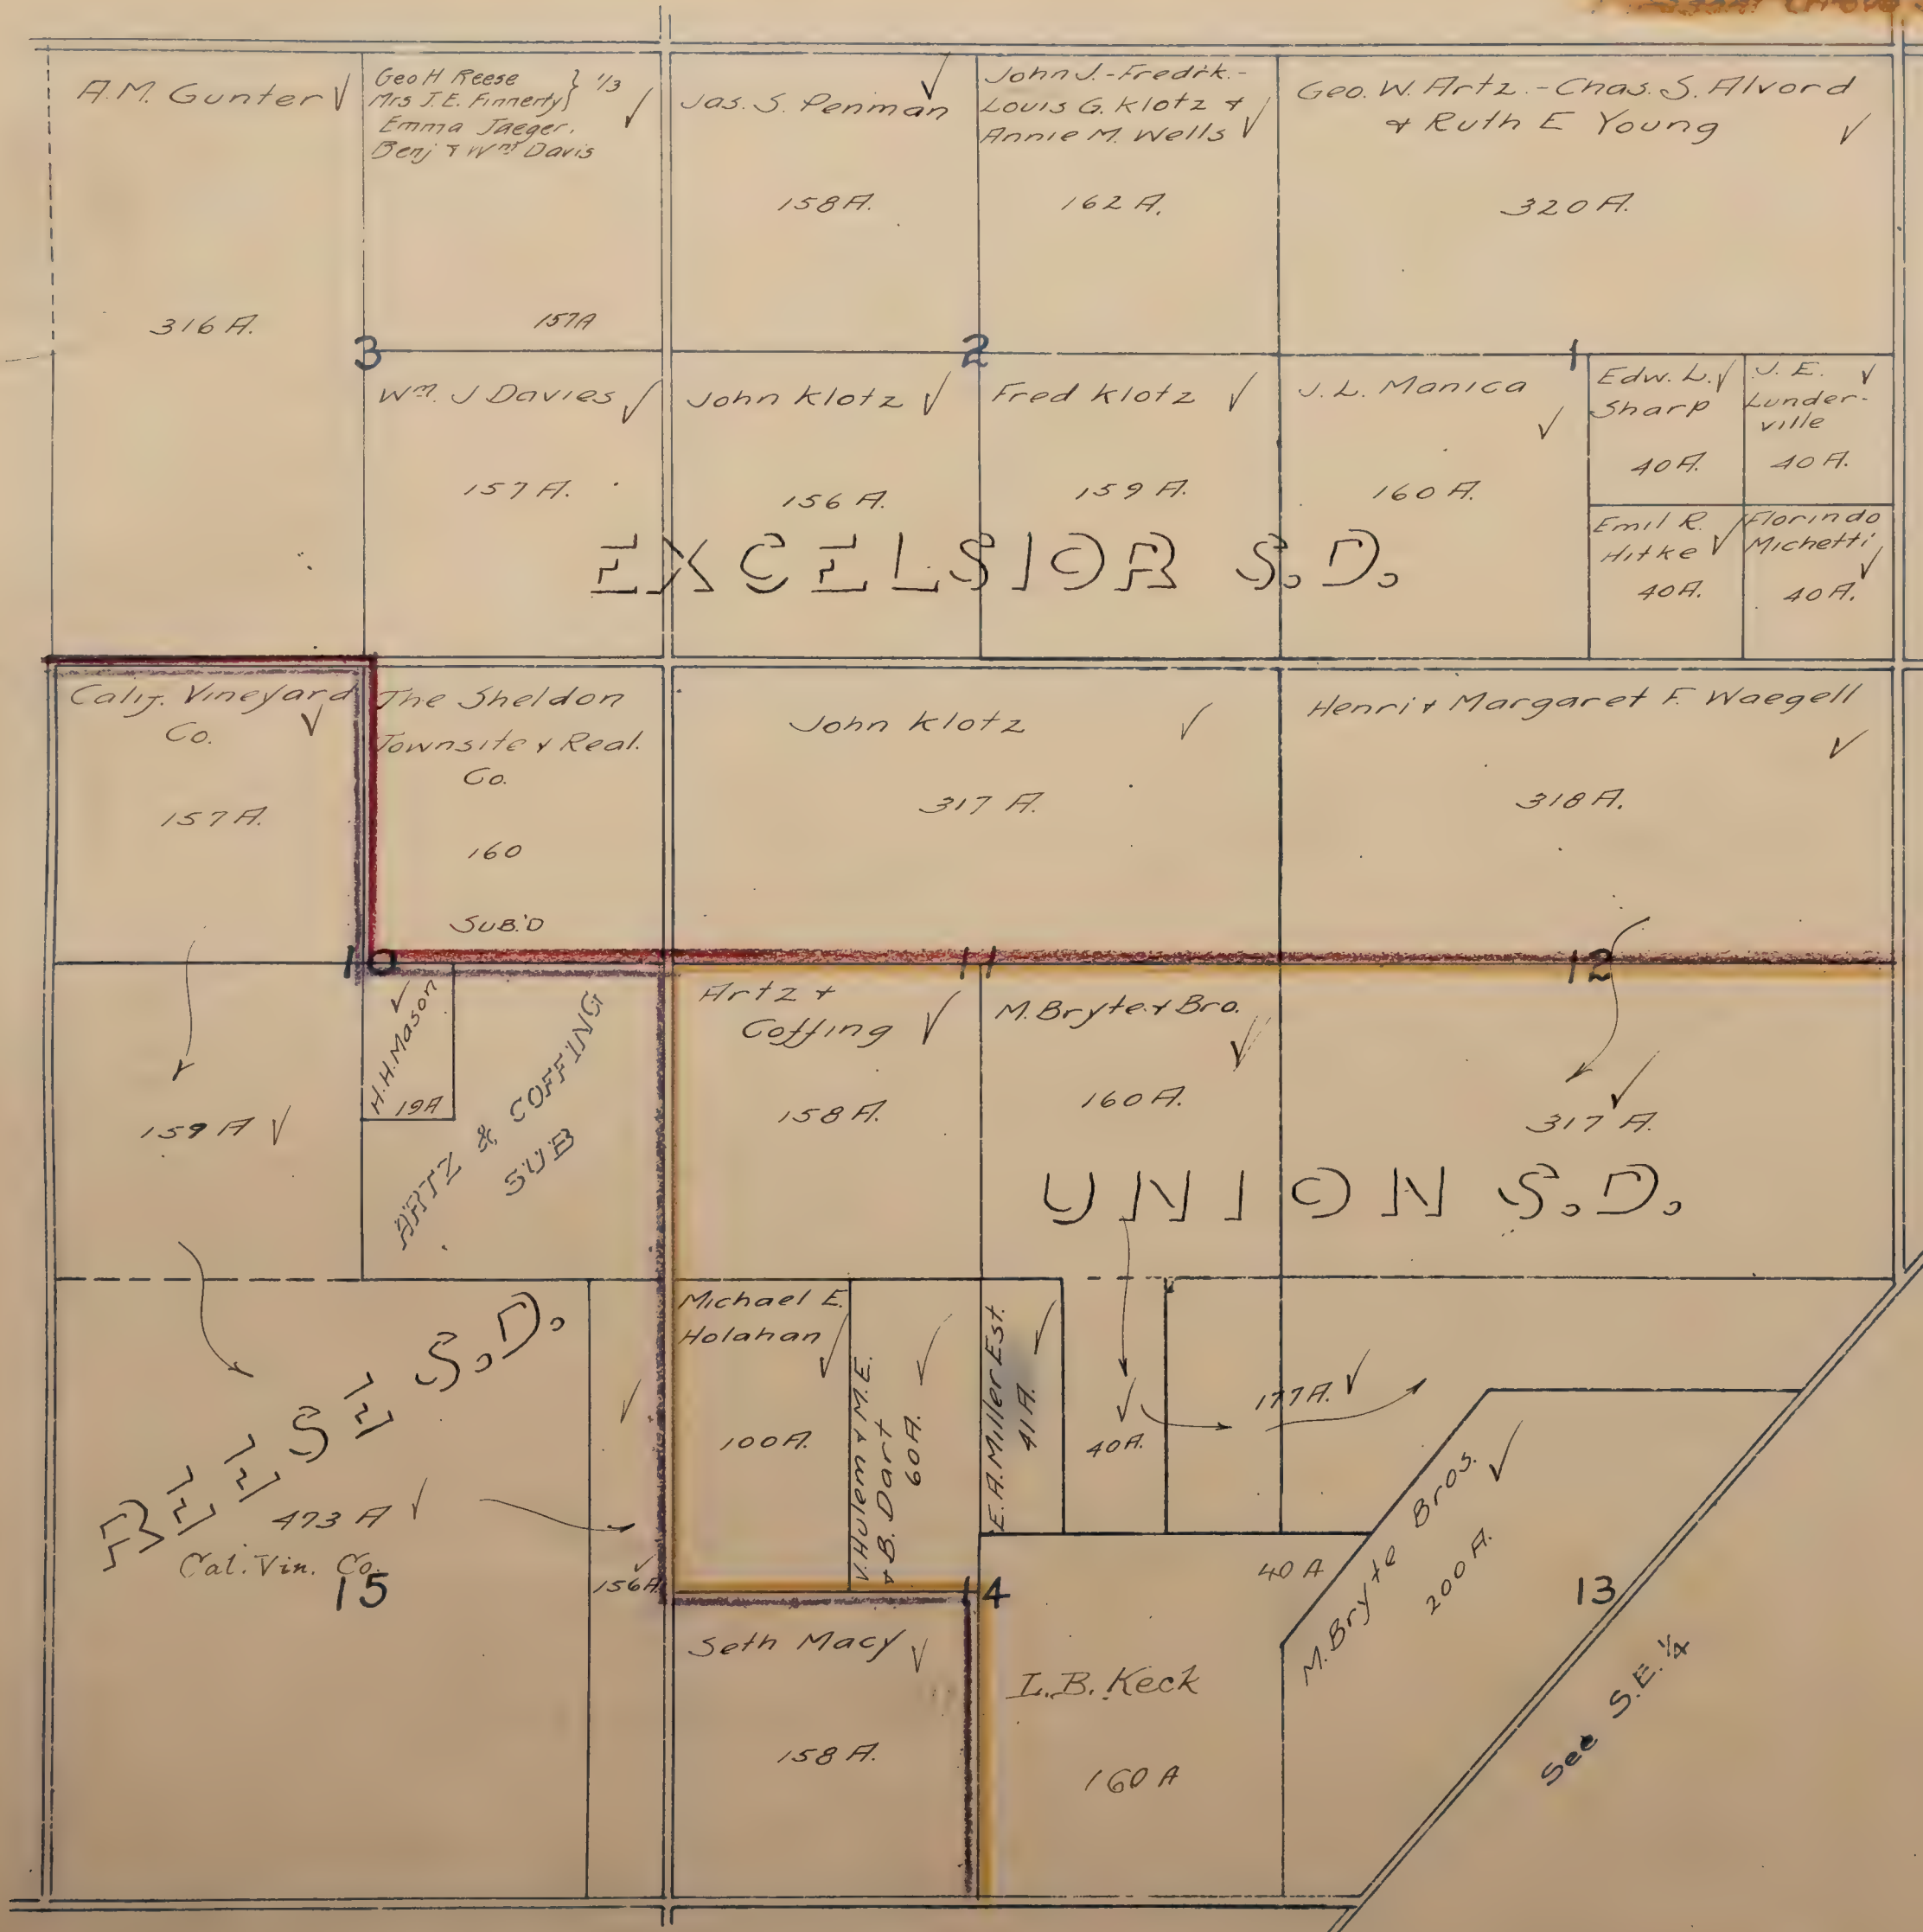 A.M. Gunter
316 A.
Geo H Reese
Mrs J.E. Finnerty } 1/3
Emma Jaeger.
Benj & Wm Davis
157A
Jas. S. Penman
158 A.
John J.-Fredrk.-
Louis G. Klotz &
Annie M. Wells
162 A.
Geo. W. Artz.-Chas. S. Alvord
& Ruth E Young
320 A.
3
2
1
Wm. J Davies
157 A.
John Klotz
156 A.
Fred Klotz
159 A.
J.L. Manica
160 A.
Edw. L.
Sharp
40 A.
J. E.
Lunder-
ville
40 A.
Emil R.
Hitke
40 A.
Florindo
Michetti
40 A.
EXCELSIOR S.D.
Calif. Vineyard
Co.
157 A.
The Sheldon
Townsite & Real.
Co.
160
SUB'D
John Klotz
317 A.
Henri & Margaret F. Waegell
318 A.
10
11
12
159 A
H.H. Mason
19A
ARTZ & COFFING
SUB
Artz &
Coffing
158 A.
M. Bryte & Bro.
160 A.
317 A.
UNION S.D.
REESE S.D.
473 A
Cal. Vin. Co.
15
156 A
Michael E.
Holahan
100 A.
V. Hulem & M.E.
& B. Dart
60 A.
E.A. Miller Est.
41 A.
40 A.
177 A.
M. Bryte Bros.
200 A.
14
40 A
13
Seth Macy
158 A.
L.B. Keck
160 A
See S.E. 1/4